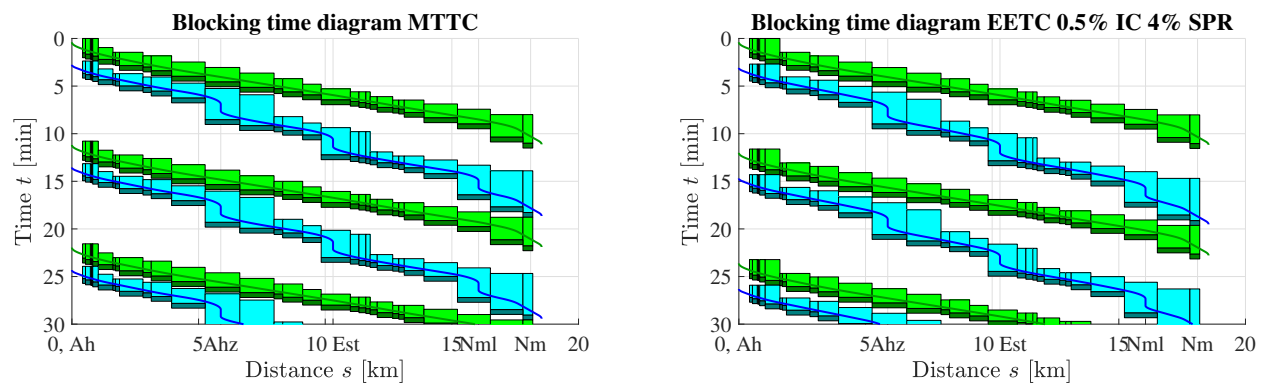 Blocking time diagram MTTC
0
5
10
15
20
25
30
Time t [min]
0, Ah 5Ahz 10 Est 15Nml Nm 20
Distance s [km]
Blocking time diagram EETC 0.5% IC 4% SPR
0
5
10
15
20
25
30
Time t [min]
0, Ah 5Ahz 10 Est 15Nml Nm 20
Distance s [km]